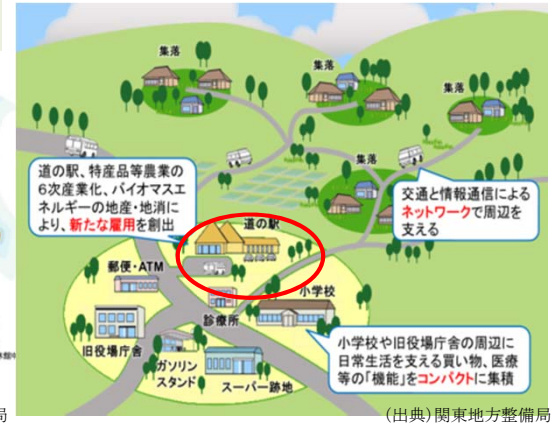 集落
集落
集落
集落
道の駅、特産品等農業の
6次産業化、バイオマスエ
ネルギーの地産・地消に
より、新たな雇用を創出
交通と情報通信による
ネットワークで周辺を
支える
道の駅
郵便・ATM
小学校
診療所
旧役場庁舎
ガソリン
スタンド
スーパー跡地
小学校や旧役場庁舎の周辺に
日常生活を支える買い物、医療
等の「機能」をコンパクトに集積
局
(出典)関東地方整備局